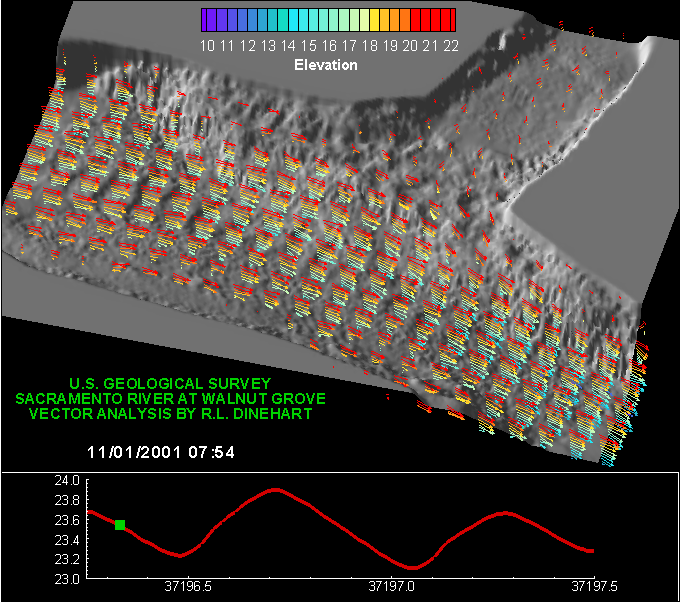 10 11 12 13 14 15 16 17 18 19 20 21 22
Elevation
U.S. GEOLOGICAL SURVEY
SACRAMENTO RIVER AT WALNUT GROVE
VECTOR ANALYSIS BY R.L. DINEHART
11/01/2001 07:54
24.0
23.8
23.6
23.4
23.2
23.0
37196.5 37197.0 37197.5